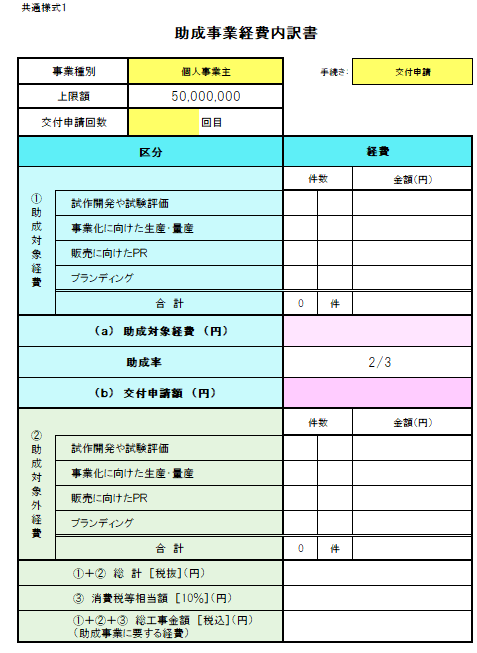 共通様式1
助成事業経費内訳書
事業種別 個人事業主 手続き: 交付申請
上限額 50,000,000
交付申請回数 回目
区分 経費
①助成対象経費
件数 金額(円)
試作開発や試験評価
事業化に向けた生産・量産
販売に向けたPR
ブランディング
合 計 0 件
(a) 助成対象経費 (円)
助成率 2/3
(b) 交付申請額 (円)
②助成対象外経費
件数 金額(円)
試作開発や試験評価
事業化に向けた生産・量産
販売に向けたPR
ブランディング
合 計 0 件
①+② 総 計 [税抜](円)
③ 消費税等相当額 [10%](円)
①+②+③ 総工事金額 [税込](円)
(助成事業に要する経費)